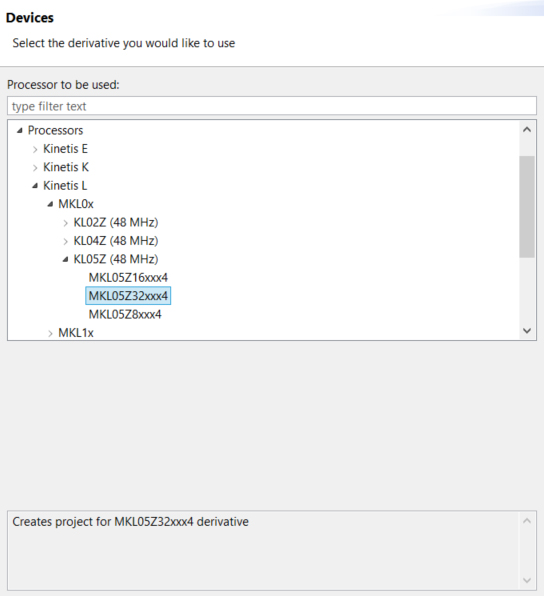 Devices
Select the derivative you would like to use
Processor to be used:
type filter text
Processors
Kinetis E
Kinetis K
Kinetis L
MKL0x
KL02Z (48 MHz)
KL04Z (48 MHz)
KL05Z (48 MHz)
MKL05Z16xxx4
MKL05Z32xxx4
MKL05Z8xxx4
MKL1x
Creates project for MKL05Z32xxx4 derivative